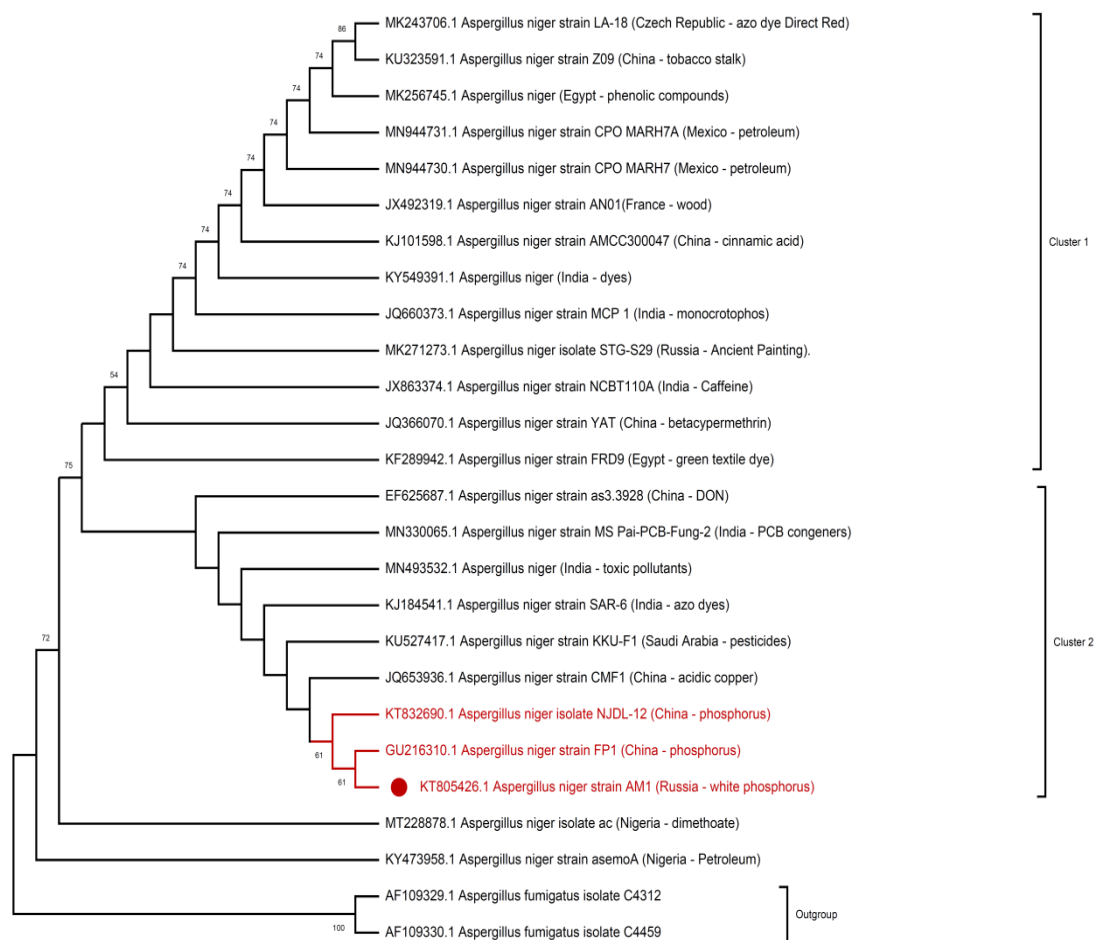 86
MK243706.1 Aspergillus niger strain LA-18 (Czech Republic - azo dye Direct Red)
74
KU323591.1 Aspergillus niger strain Z09 (China - tobacco stalk)
74
MK256745.1 Aspergillus niger (Egypt - phenolic compounds)
74
MN944731.1 Aspergillus niger strain CPO MARH7A (Mexico - petroleum)
74
MN944730.1 Aspergillus niger strain CPO MARH7 (Mexico - petroleum)
74
JX492319.1 Aspergillus niger strain AN01(France - wood)
74
KJ101598.1 Aspergillus niger strain AMCC300047 (China - cinnamic acid)
Cluster 1
74
KY549391.1 Aspergillus niger (India - dyes)
JQ660373.1 Aspergillus niger strain MCP 1 (India - monocrotophos)
MK271273.1 Aspergillus niger isolate STG-S29 (Russia - Ancient Painting).
54
JX863374.1 Aspergillus niger strain NCBT110A (India - Caffeine)
JQ366070.1 Aspergillus niger strain YAT (China - betacypermethrin)
KF289942.1 Aspergillus niger strain FRD9 (Egypt - green textile dye)
75
EF625687.1 Aspergillus niger strain as3.3928 (China - DON)
MN330065.1 Aspergillus niger strain MS Pai-PCB-Fung-2 (India - PCB congeners)
MN493532.1 Aspergillus niger (India - toxic pollutants)
KJ184541.1 Aspergillus niger strain SAR-6 (India - azo dyes)
72
KU527417.1 Aspergillus niger strain KKU-F1 (Saudi Arabia - pesticides)
Cluster 2
JQ653936.1 Aspergillus niger strain CMF1 (China - acidic copper)
KT832690.1 Aspergillus niger isolate NJDL-12 (China - phosphorus)
61
GU216310.1 Aspergillus niger strain FP1 (China - phosphorus)
61
KT805426.1 Aspergillus niger strain AM1 (Russia - white phosphorus)
MT228878.1 Aspergillus niger isolate ac (Nigeria - dimethoate)
KY473958.1 Aspergillus niger strain asemoA (Nigeria - Petroleum)
AF109329.1 Aspergillus fumigatus isolate C4312
Outgroup
100
AF109330.1 Aspergillus fumigatus isolate C4459